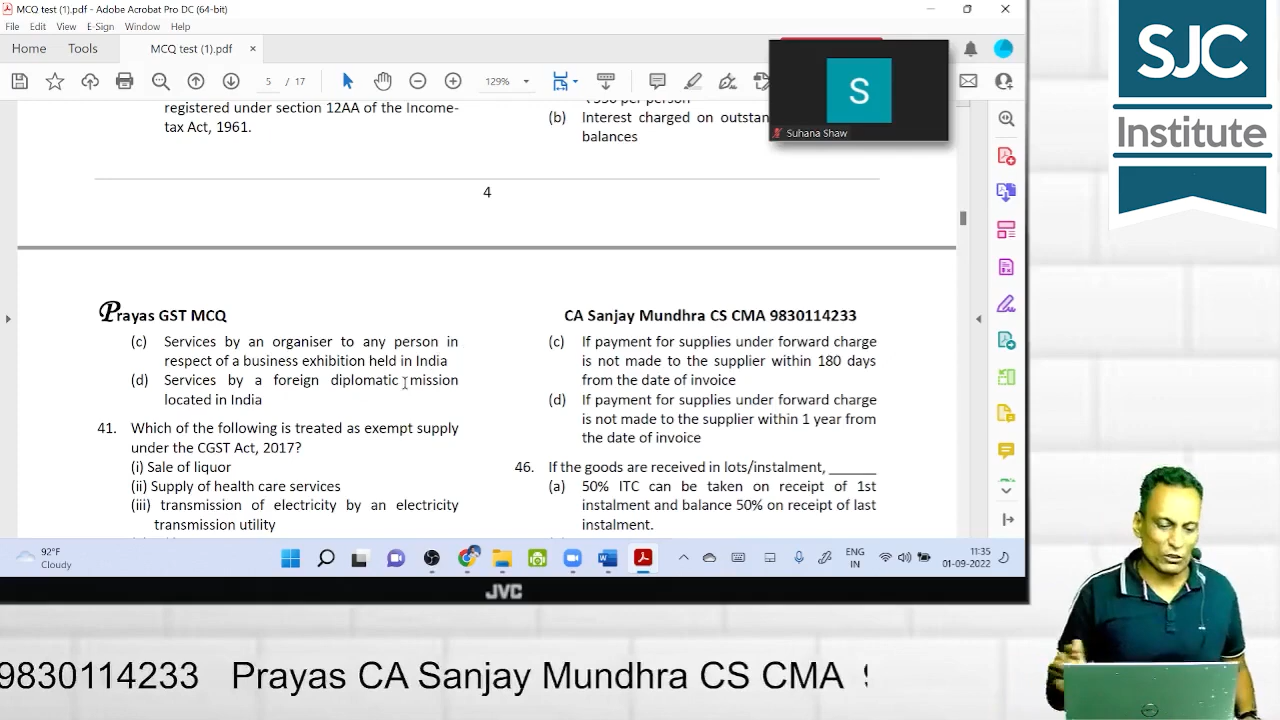 MCQ test (1).pdf - Adobe Acrobat Pro DC (64-bit)
File Edit View E-Sign Window Help
Home Tools MCQ test (1).pdf ×
5 / 17 129%
S
Suhana Shaw
registered under section 12AA of the Income-
tax Act, 1961.
per person
(b) Interest charged on
balances
4
Prayas GST MCQ
(c) Services by an organiser to any person in
respect of a business exhibition held in India
(d) Services by a foreign diplomatic mission
located in India
41. Which of the following is treated as exempt supply
under the CGST Act, 2017?
(i) Sale of liquor
(ii) Supply of health care services
(iii) transmission of electricity by an electricity
transmission utility
CA Sanjay Mundhra CS CMA 9830114233
(c) If payment for supplies under forward charge
is not made to the supplier within 180 days
from the date of invoice
(d) If payment for supplies under forward charge
is not made to the supplier within 1 year from
the date of invoice
46. If the goods are received in lots/instalment, ______
(a) 50% ITC can be taken on receipt of 1st
instalment and balance 50% on receipt of last
instalment.
92°F
Cloudy
ENG
IN
11:35
01-09-2022
JVC
SJC
Institute
9830114233 Prayas CA Sanjay Mundhra CS CMA